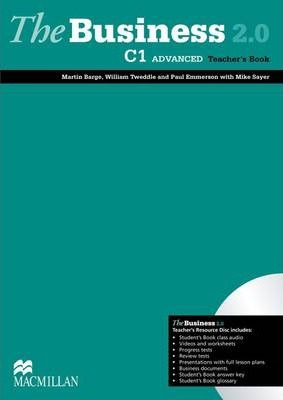 The Business 2.0
C1 ADVANCED Teacher's Book
Martin Barge, William Tweddle and Paul Emmerson with Mike Sayer
The Business 2.0
Teacher's Resource Disc includes:
• Student's Book class audio
• Videos and worksheets
• Progress tests
• Review tests
• Presentations with full lesson plans
• Business documents
• Student's Book answer key
• Student's Book glossary
MACMILLAN